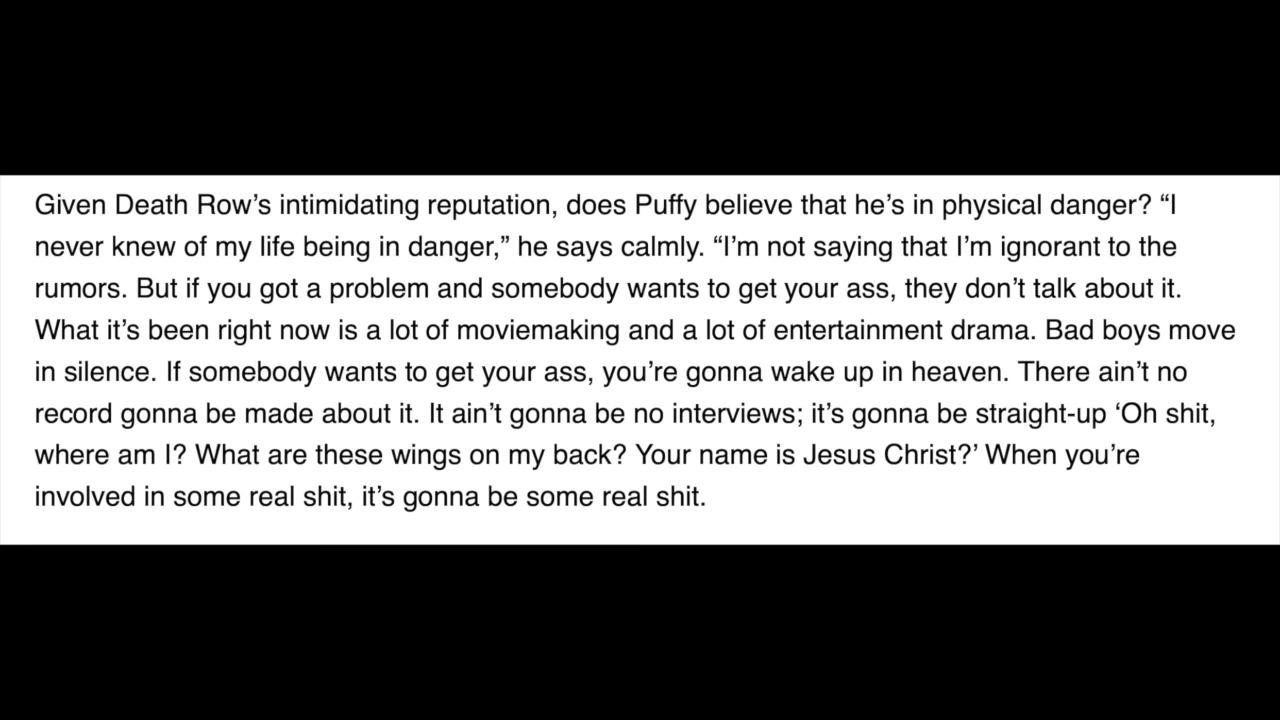 Given Death Row’s intimidating reputation, does Puffy believe that he’s in physical danger? “I
never knew of my life being in danger,” he says calmly. “I’m not saying that I’m ignorant to the
rumors. But if you got a problem and somebody wants to get your ass, they don’t talk about it.
What it’s been right now is a lot of moviemaking and a lot of entertainment drama. Bad boys move
in silence. If somebody wants to get your ass, you’re gonna wake up in heaven. There ain’t no
record gonna be made about it. It ain’t gonna be no interviews; it’s gonna be straight-up ‘Oh shit,
where am I? What are these wings on my back? Your name is Jesus Christ?’ When you’re
involved in some real shit, it’s gonna be some real shit.